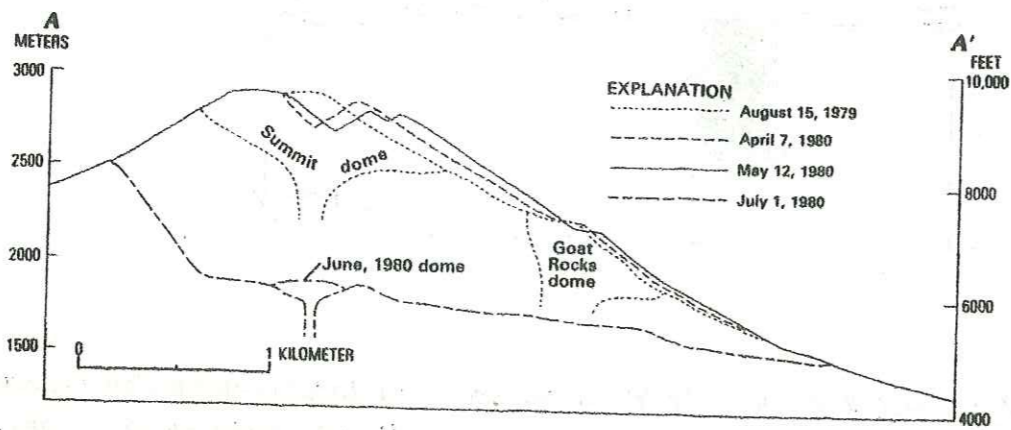 A
METERS
3000
2500
2000
1500
A'
FEET
10,000
8000
6000
4000
EXPLANATION
August 15, 1979
April 7, 1980
May 12, 1980
July 1, 1980
Summit dome
Goat
Rocks
dome
June, 1980 dome
0 1 KILOMETER